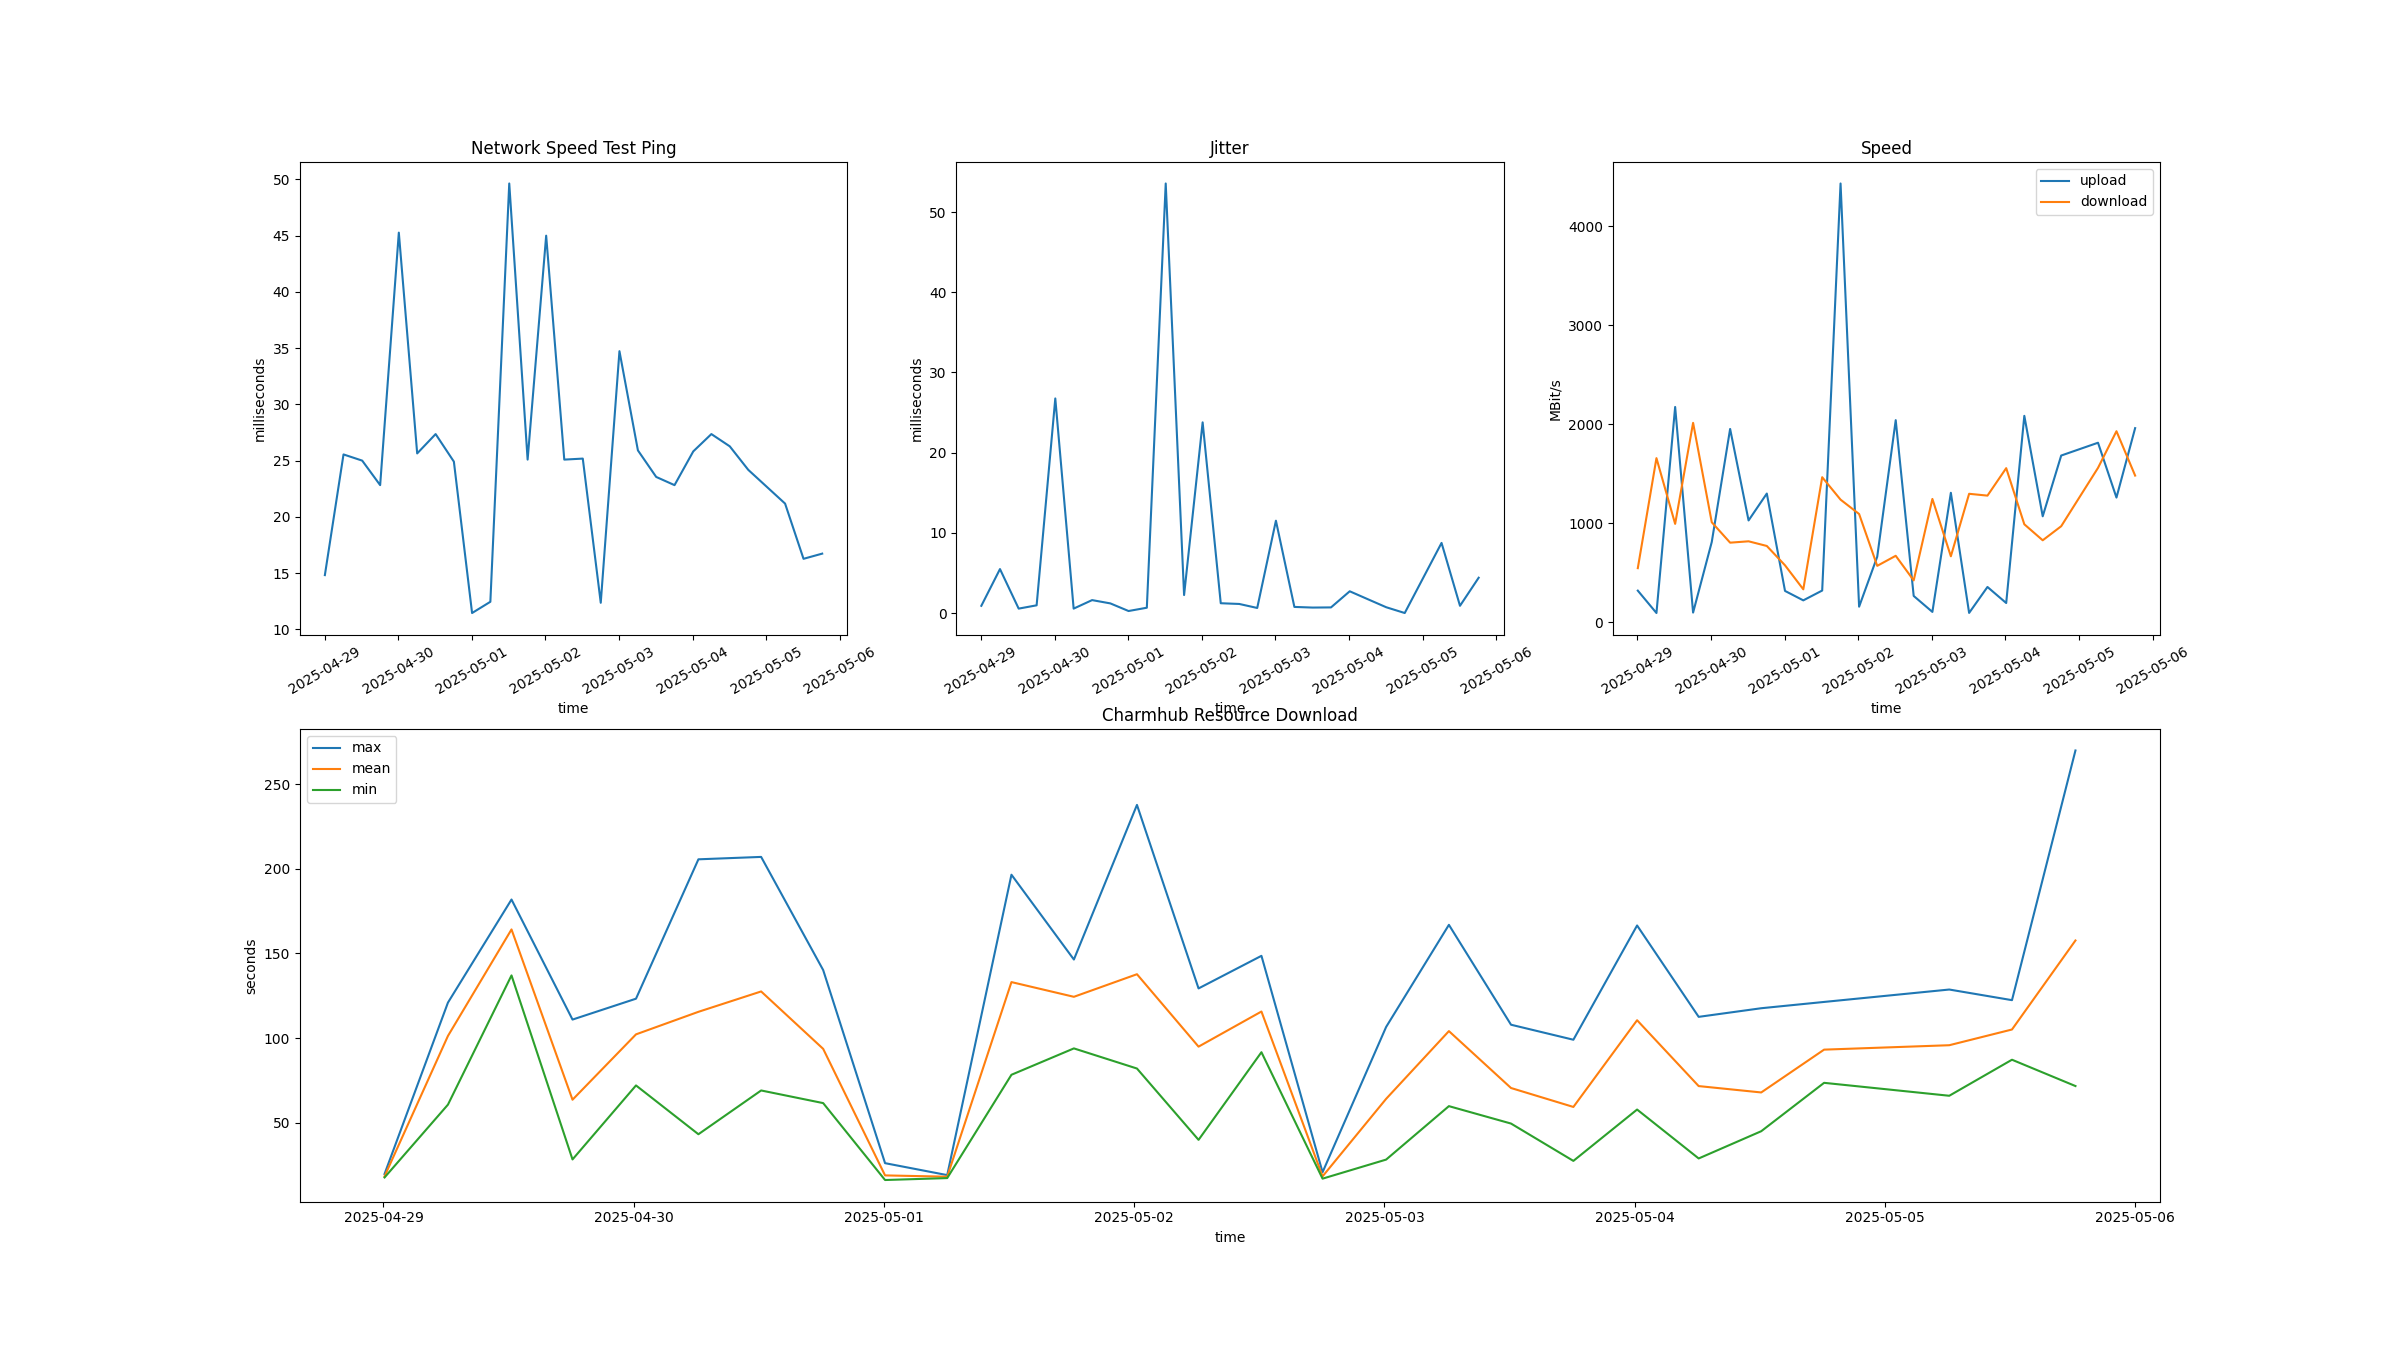 Network Speed Test Ping
50
45
40
35
30
25
20
15
10
milliseconds
2025-04-29 2025-04-30 2025-05-01 2025-05-02 2025-05-03 2025-05-04 2025-05-05 2025-05-06
time
Jitter
50
40
30
20
10
0
milliseconds
2025-04-29 2025-04-30 2025-05-01 2025-05-02 2025-05-03 2025-05-04 2025-05-05 2025-05-06
time
Speed
upload
download
4000
3000
2000
1000
0
MBit/s
2025-04-29 2025-04-30 2025-05-01 2025-05-02 2025-05-03 2025-05-04 2025-05-05 2025-05-06
time
Charmhub Resource Download
max
mean
min
250
200
150
100
50
seconds
2025-04-29 2025-04-30 2025-05-01 2025-05-02 2025-05-03 2025-05-04 2025-05-05 2025-05-06
time